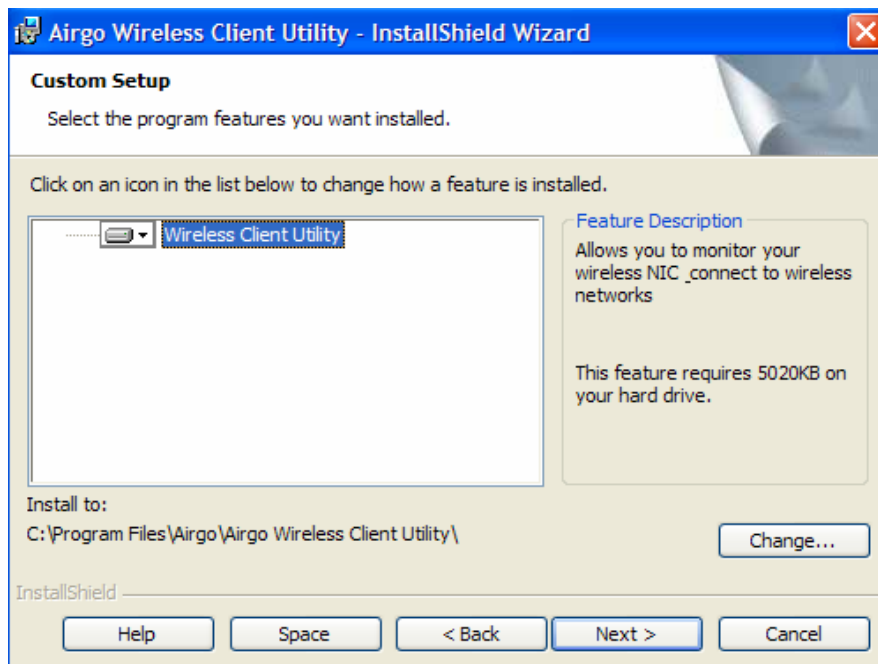 Airgo Wireless Client Utility - InstallShield Wizard
Custom Setup
Select the program features you want installed.
Click on an icon in the list below to change how a feature is installed.
Wireless Client Utility
Feature Description
Allows you to monitor your
wireless NIC _connect to wireless
networks
This feature requires 5020KB on
your hard drive.
Install to:
C:\Program Files\Airgo\Airgo Wireless Client Utility\
Change...
InstallShield
Help
Space
< Back
Next >
Cancel